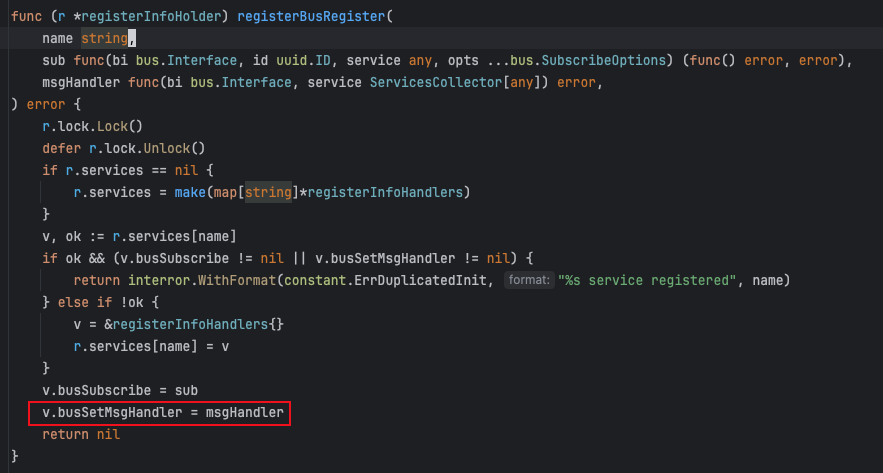 func (r *registerInfoHolder) registerBusRegister(
    name string,
    sub func(bi bus.Interface, id uuid.ID, service any, opts ...bus.SubscribeOptions) (func() error, error),
    msgHandler func(bi bus.Interface, service ServicesCollector[any]) error,
) error {
    r.lock.Lock()
    defer r.lock.Unlock()
    if r.services == nil {
        r.services = make(map[string]*registerInfoHandlers)
    }
    v, ok := r.services[name]
    if ok && (v.busSubscribe != nil || v.busSetMsgHandler != nil) {
        return interror.WithFormat(constant.ErrDuplicatedInit, format: "%s service registered", name)
    } else if !ok {
        v = &registerInfoHandlers{}
        r.services[name] = v
    }
    v.busSubscribe = sub
    v.busSetMsgHandler = msgHandler
    return nil
}